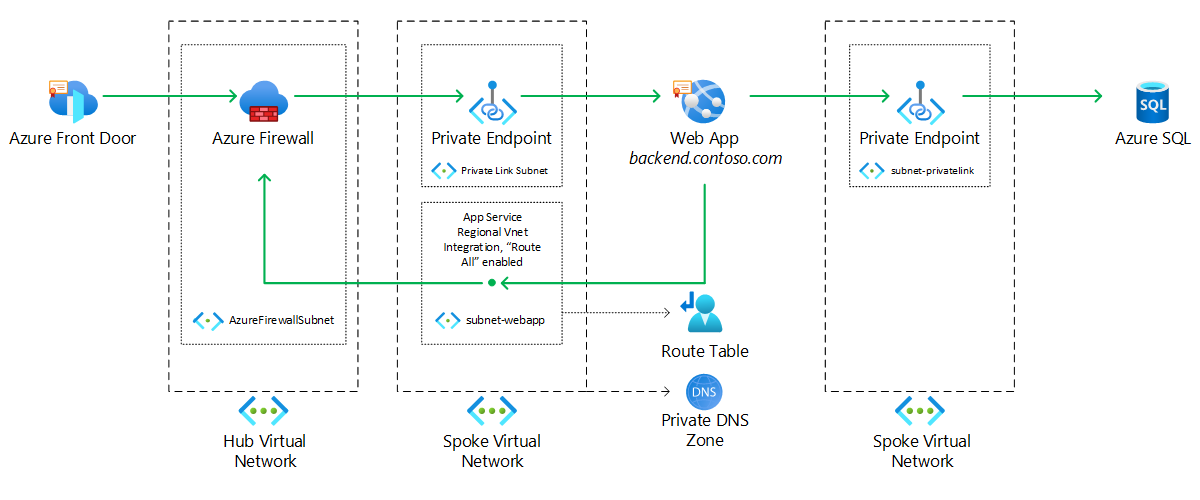 Azure Front Door
Azure Firewall
Private Endpoint
Web App
backend.contoso.com
Private Endpoint
SQL
Azure SQL
Private Link Subnet
subnet-privatelink
App Service
Regional Vnet
Integration, “Route
All” enabled
AzureFirewallSubnet
subnet-webapp
Route Table
DNS
Private DNS
Zone
Hub Virtual
Network
Spoke Virtual
Network
Spoke Virtual
Network